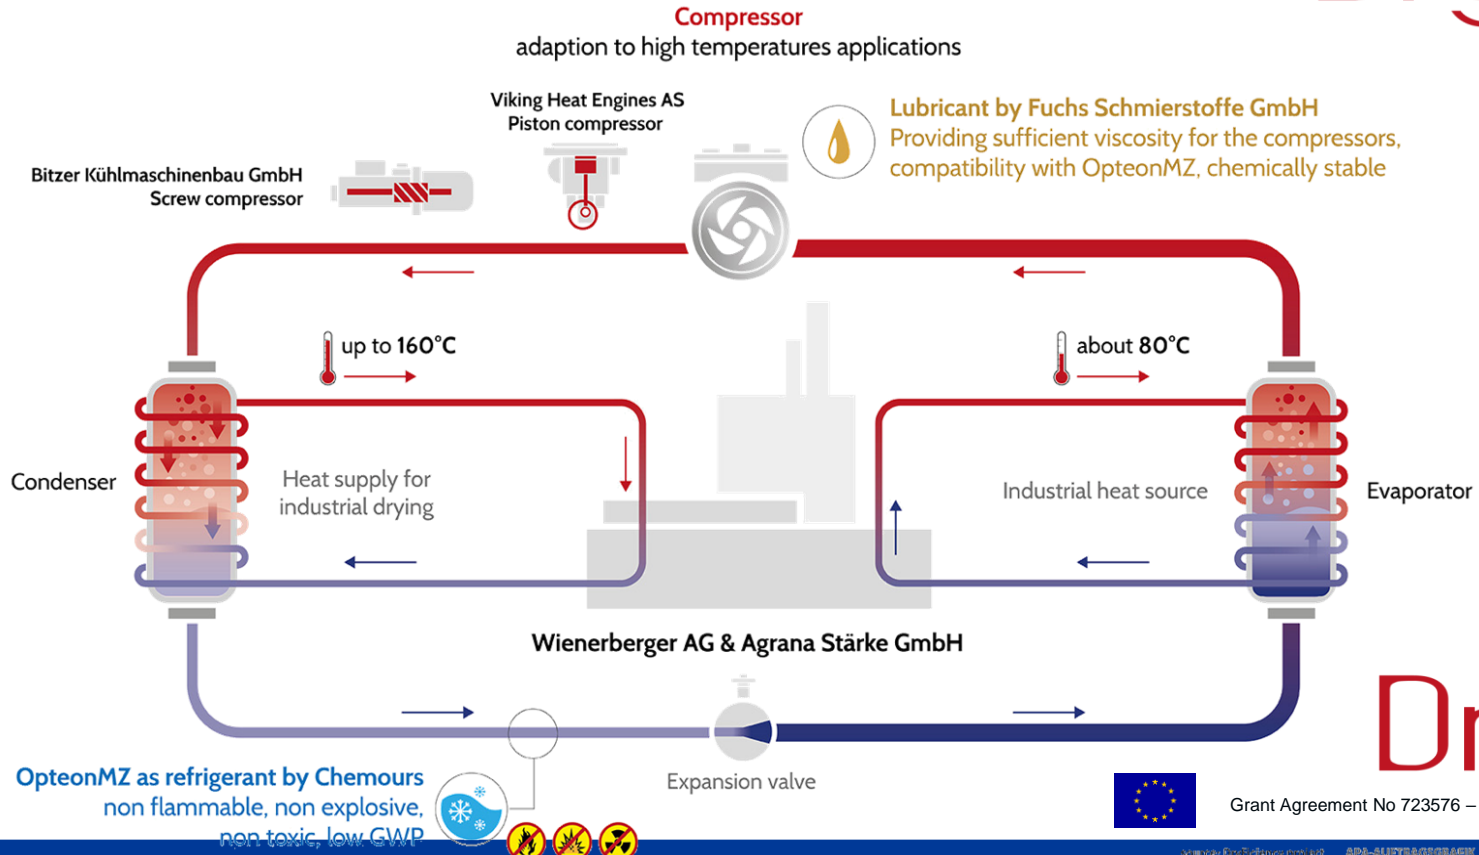 Compressor
adaption to high temperatures applications
Viking Heat Engines AS
Piston compressor
Lubricant by Fuchs Schmierstoffe GmbH
Providing sufficient viscosity for the compressors,
compatibility with OpteonMZ, chemically stable
Bitzer Kühlmaschinenbau GmbH
Screw compressor
up to 160°C
about 80°C
Condenser
Heat supply for
industrial drying
Industrial heat source
Evaporator
Wienerberger AG & Agrana Stärke GmbH
Expansion valve
OpteonMZ as refrigerant by Chemours
non flammable, non explosive,
non toxic, low GWP
Dr
Grant Agreement No 723576 –